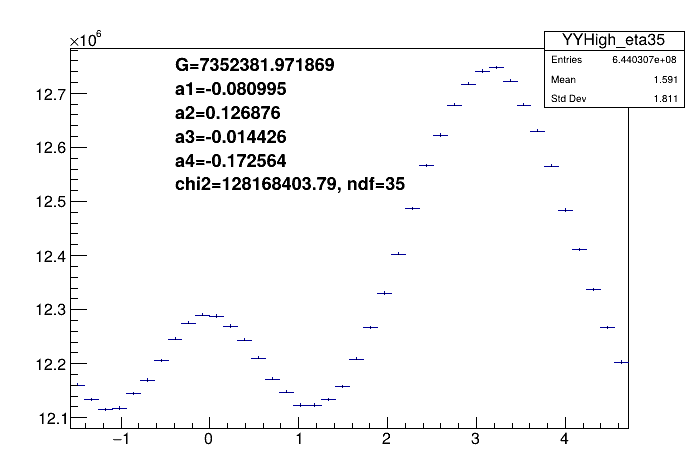 ×10⁶
YYHigh_eta35
Entries 6.440307e+08
Mean 1.591
Std Dev 1.811
G=7352381.971869
a1=-0.080995
a2=0.126876
a3=-0.014426
a4=-0.172564
chi2=128168403.79, ndf=35
12.7
12.6
12.5
12.4
12.3
12.2
12.1
−1 0 1 2 3 4